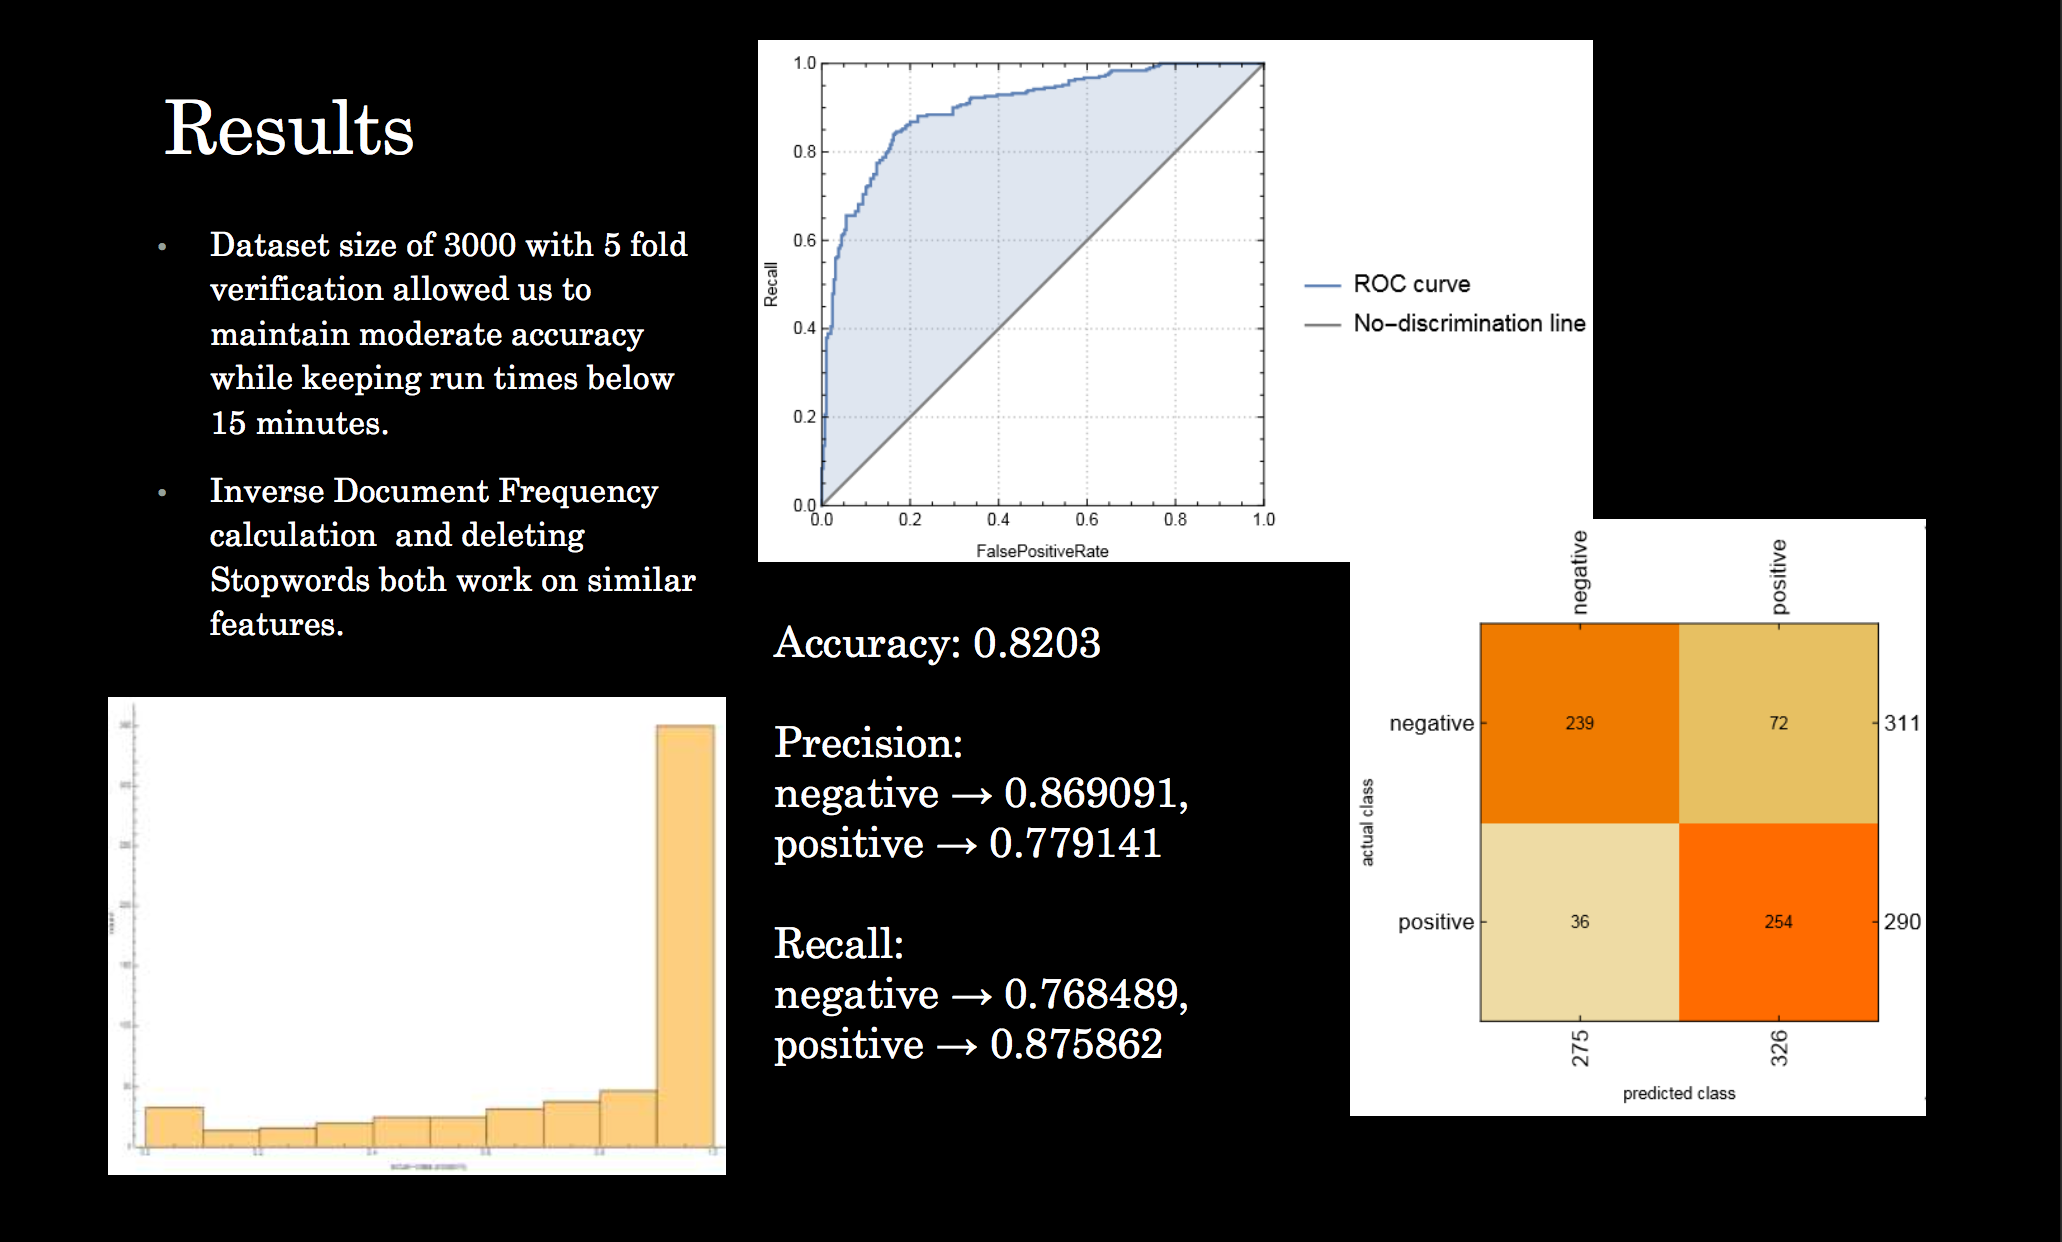 Results
Dataset size of 3000 with 5 fold
verification allowed us to
maintain moderate accuracy
while keeping run times below
15 minutes.
Inverse Document Frequency
calculation  and deleting
Stopwords both work on similar
features.
1.0
0.8
0.6
0.4
0.2
0.0
Recall
0.0 0.2 0.4 0.6 0.8 1.0
FalsePositiveRate
ROC curve
No–discrimination line
Accuracy: 0.8203
Precision:
negative → 0.869091,
positive → 0.779141
Recall:
negative → 0.768489,
positive → 0.875862
negative positive
negative 239 72 311
positive 36 254 290
actual class
275 326
predicted class